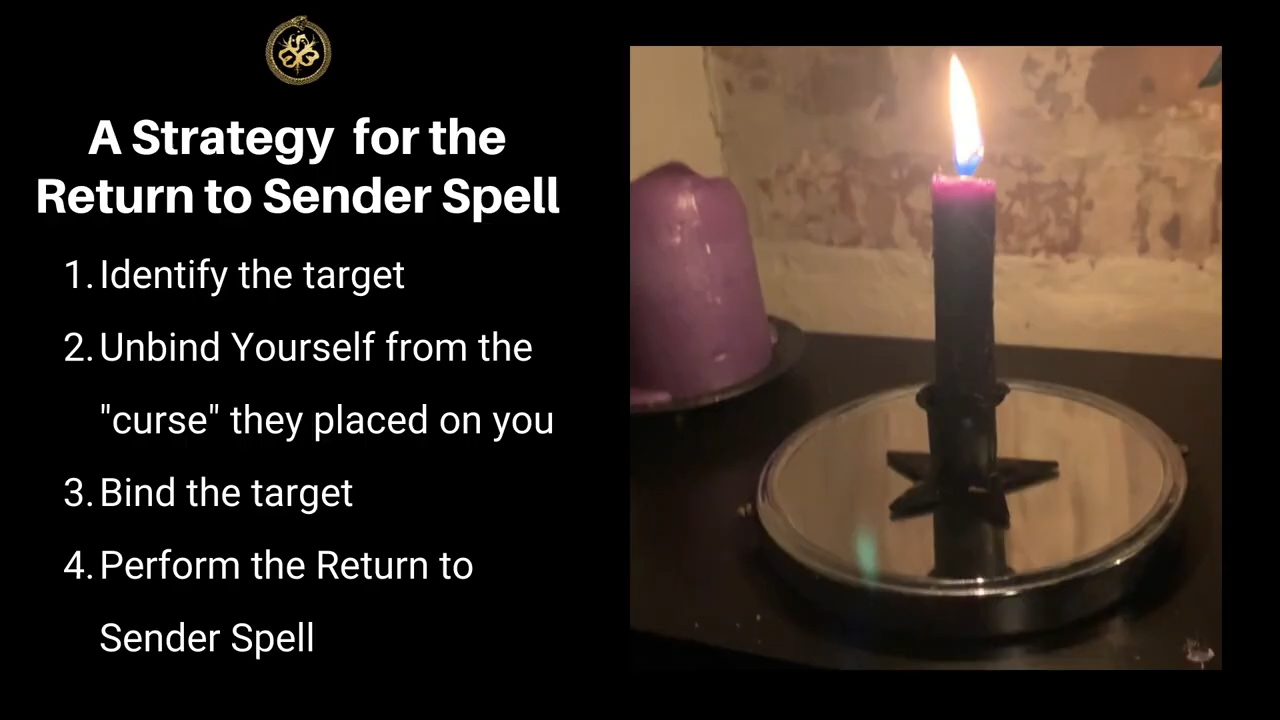 A Strategy for the
Return to Sender Spell
1. Identify the target
2. Unbind Yourself from the
"curse" they placed on you
3. Bind the target
4. Perform the Return to
Sender Spell